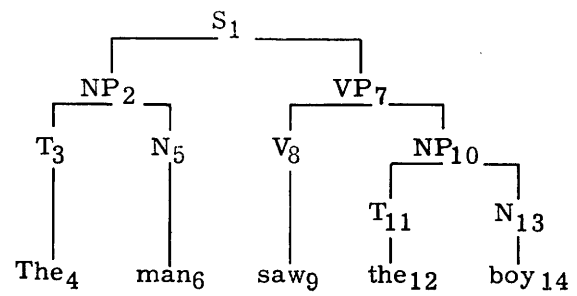 S1
NP2 VP7
T3 N5 V8 NP10
T11 N13
The4 man6 saw9 the12 boy14